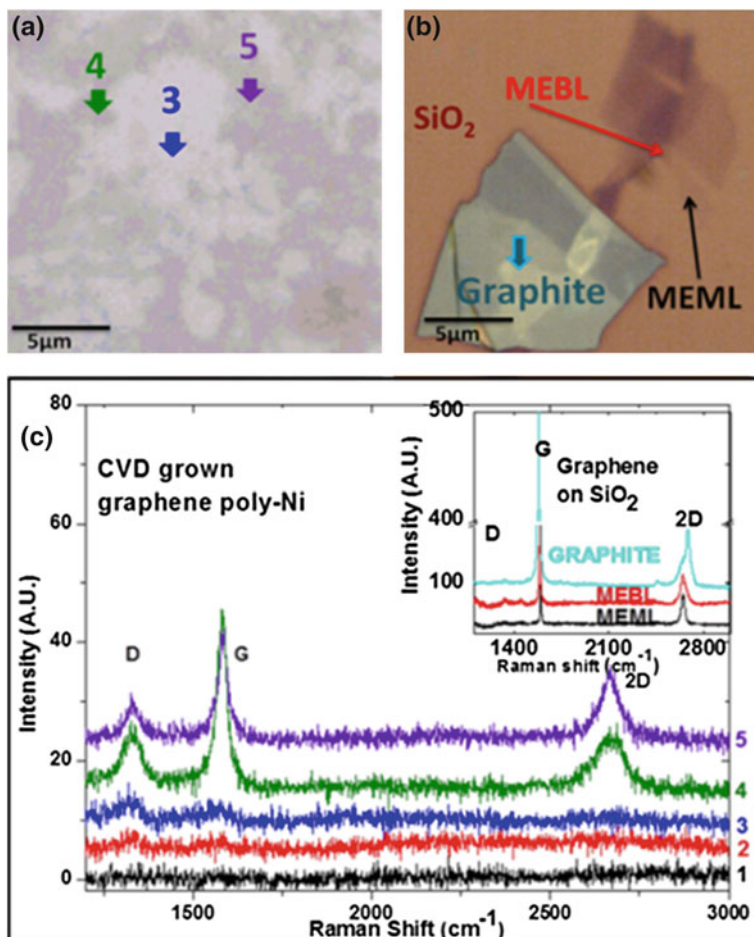 (a)
4
3
5
5μm
(b)
MEBL
SiO2
Graphite
MEML
5μm
(c)
CVD grown
graphene poly-Ni
Intensity (A.U.)
80
60
40
20
0
D
G
2D
5
4
3
2
1
1500
2000
2500
3000
Raman Shift (cm-1)
Intensity (A.U.)
500
400
100
G
Graphene
on SiO2
D
2D
GRAPHITE
MEBL
MEML
1400
2100
2800
Raman shift (cm-1)